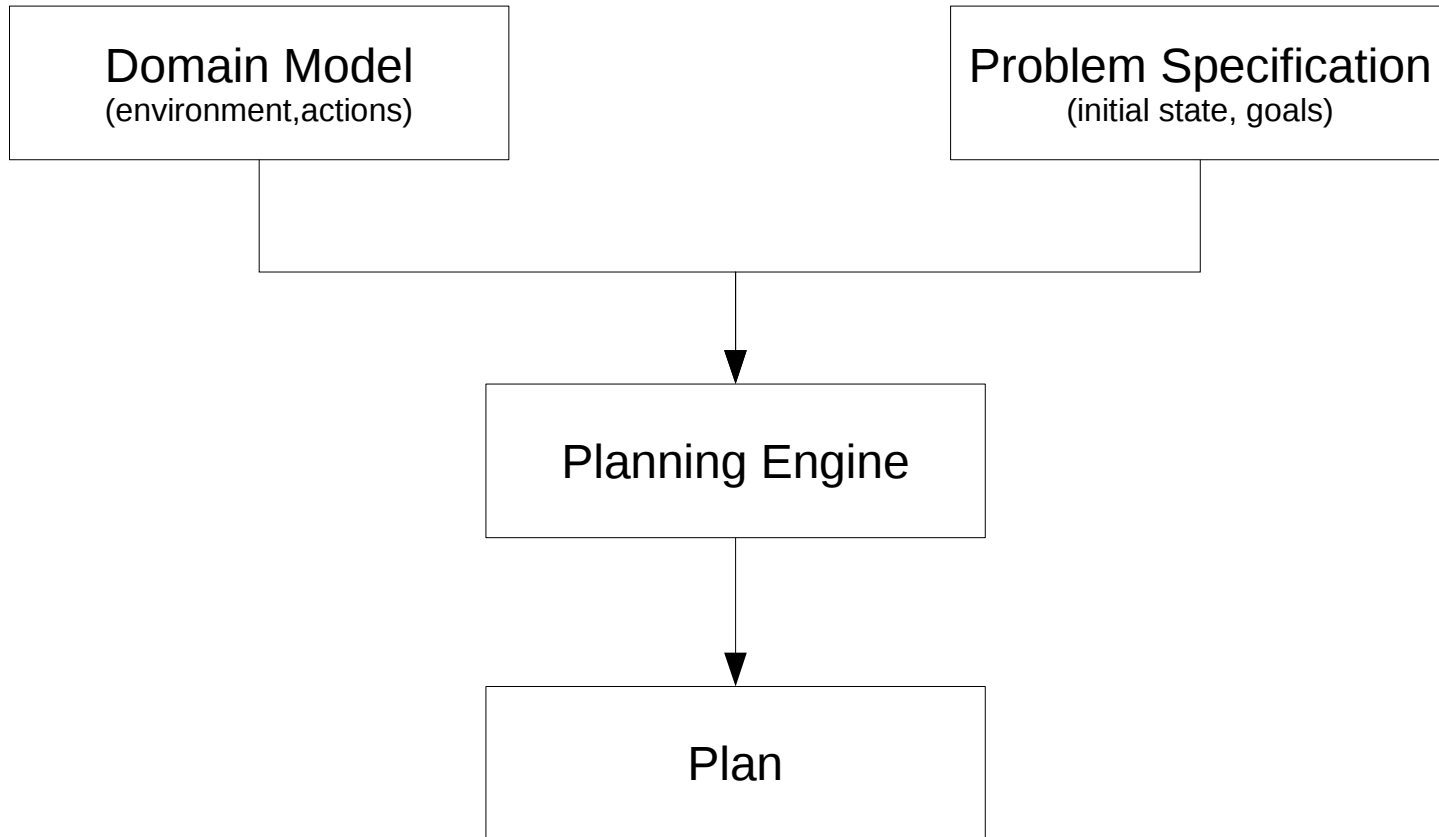 Domain Model
(environment,actions)
Problem Specification
(initial state, goals)
Planning Engine
Plan